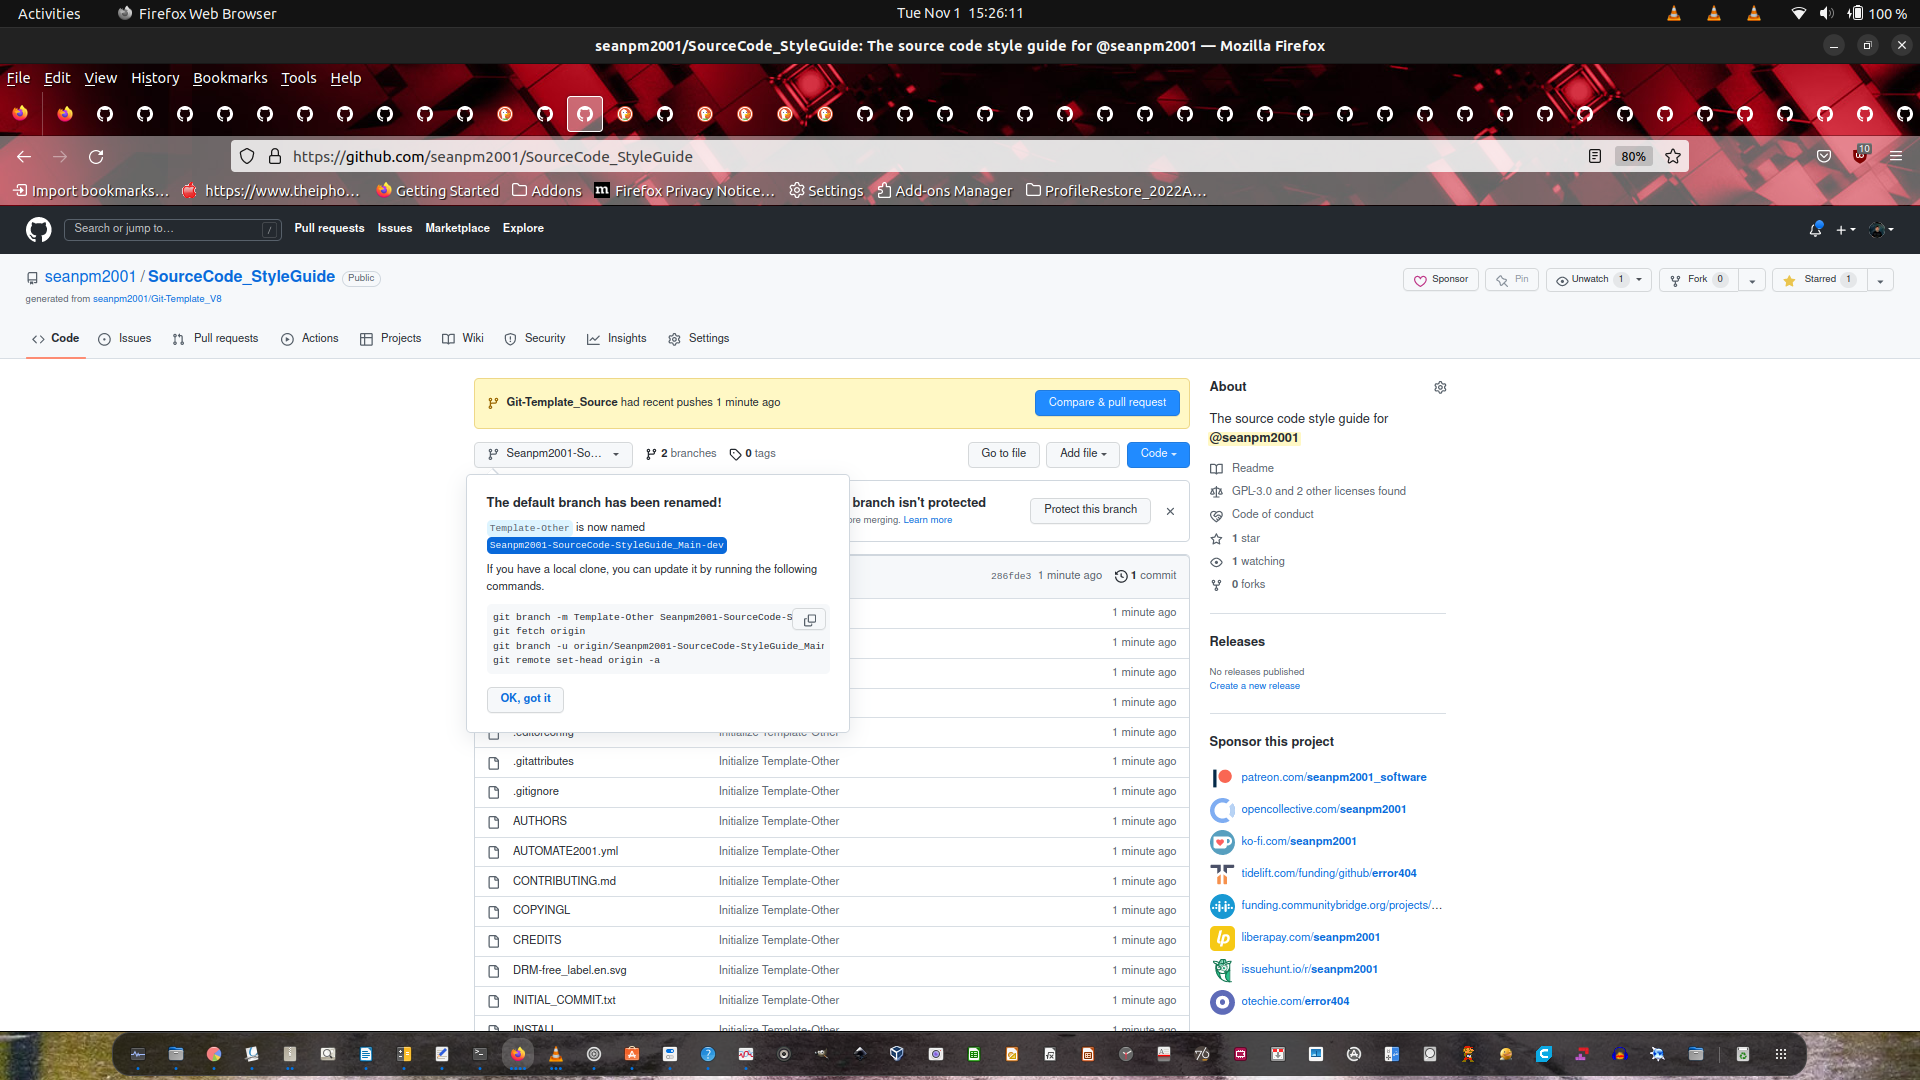 Activities
Firefox Web Browser
Tue Nov 1 15:26:11
100 %
seanpm2001/SourceCode_StyleGuide: The source code style guide for @seanpm2001 — Mozilla Firefox
File Edit View History Bookmarks Tools Help
https://github.com/seanpm2001/SourceCode_StyleGuide
80%
10
Import bookmarks…
https://www.theipho…
Getting Started
Addons
Firefox Privacy Notice…
Settings
Add-ons Manager
ProfileRestore_2022A…
Search or jump to…
/
Pull requests
Issues
Marketplace
Explore
seanpm2001 / SourceCode_StyleGuide
Public
generated from seanpm2001/Git-Template_V8
Sponsor
Pin
Unwatch 1
Fork 0
Starred 1
Code
Issues
Pull requests
Actions
Projects
Wiki
Security
Insights
Settings
Git-Template_Source had recent pushes 1 minute ago
Compare & pull request
Seanpm2001-So...
2 branches
0 tags
Go to file
Add file
Code
The default branch has been renamed!
Template-Other is now named
Seanpm2001-SourceCode-StyleGuide_Main-dev
If you have a local clone, you can update it by running the following
commands.
git branch -m Template-Other Seanpm2001-SourceCode-S
git fetch origin
git branch -u origin/Seanpm2001-SourceCode-StyleGuide_Main
git remote set-head origin -a
OK, got it
branch isn't protected
ore merging. Learn more
Protect this branch
286fde3 1 minute ago
1 commit
1 minute ago
1 minute ago
1 minute ago
1 minute ago
.editorconfig Initialize Template-Other 1 minute ago
.gitattributes Initialize Template-Other 1 minute ago
.gitignore Initialize Template-Other 1 minute ago
AUTHORS Initialize Template-Other 1 minute ago
AUTOMATE2001.yml Initialize Template-Other 1 minute ago
CONTRIBUTING.md Initialize Template-Other 1 minute ago
COPYINGL Initialize Template-Other 1 minute ago
CREDITS Initialize Template-Other 1 minute ago
DRM-free_label.en.svg Initialize Template-Other 1 minute ago
INITIAL_COMMIT.txt Initialize Template-Other 1 minute ago
INSTALL Initialize Template-Other 1 minute ago
About
The source code style guide for
@seanpm2001
Readme
GPL-3.0 and 2 other licenses found
Code of conduct
1 star
1 watching
0 forks
Releases
No releases published
Create a new release
Sponsor this project
patreon.com/seanpm2001_software
opencollective.com/seanpm2001
ko-fi.com/seanpm2001
tidelift.com/funding/github/error404
funding.communitybridge.org/projects/…
liberapay.com/seanpm2001
issuehunt.io/r/seanpm2001
otechie.com/error404